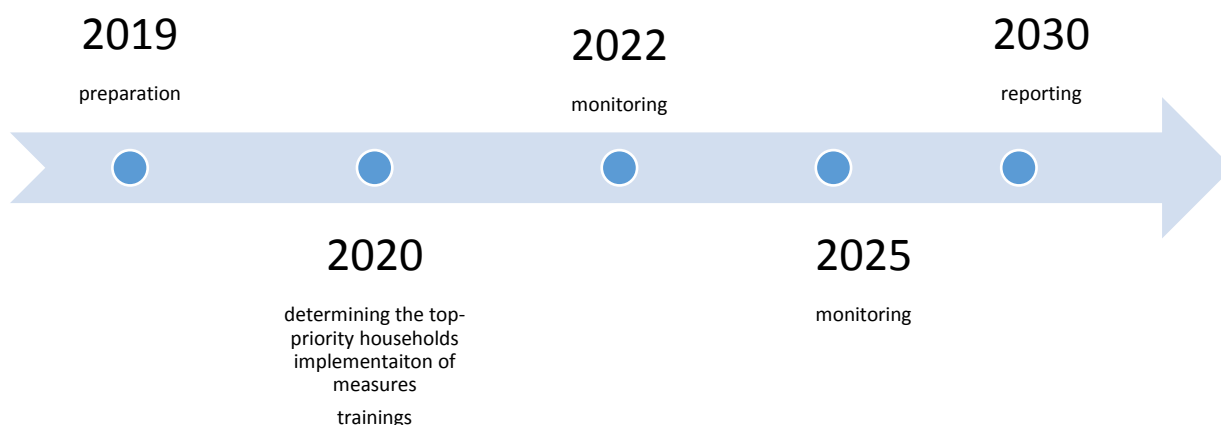 2019
preparation
2020
determining the top-
priority households
implementaiton of
measures
trainings
2022
monitoring
2025
monitoring
2030
reporting